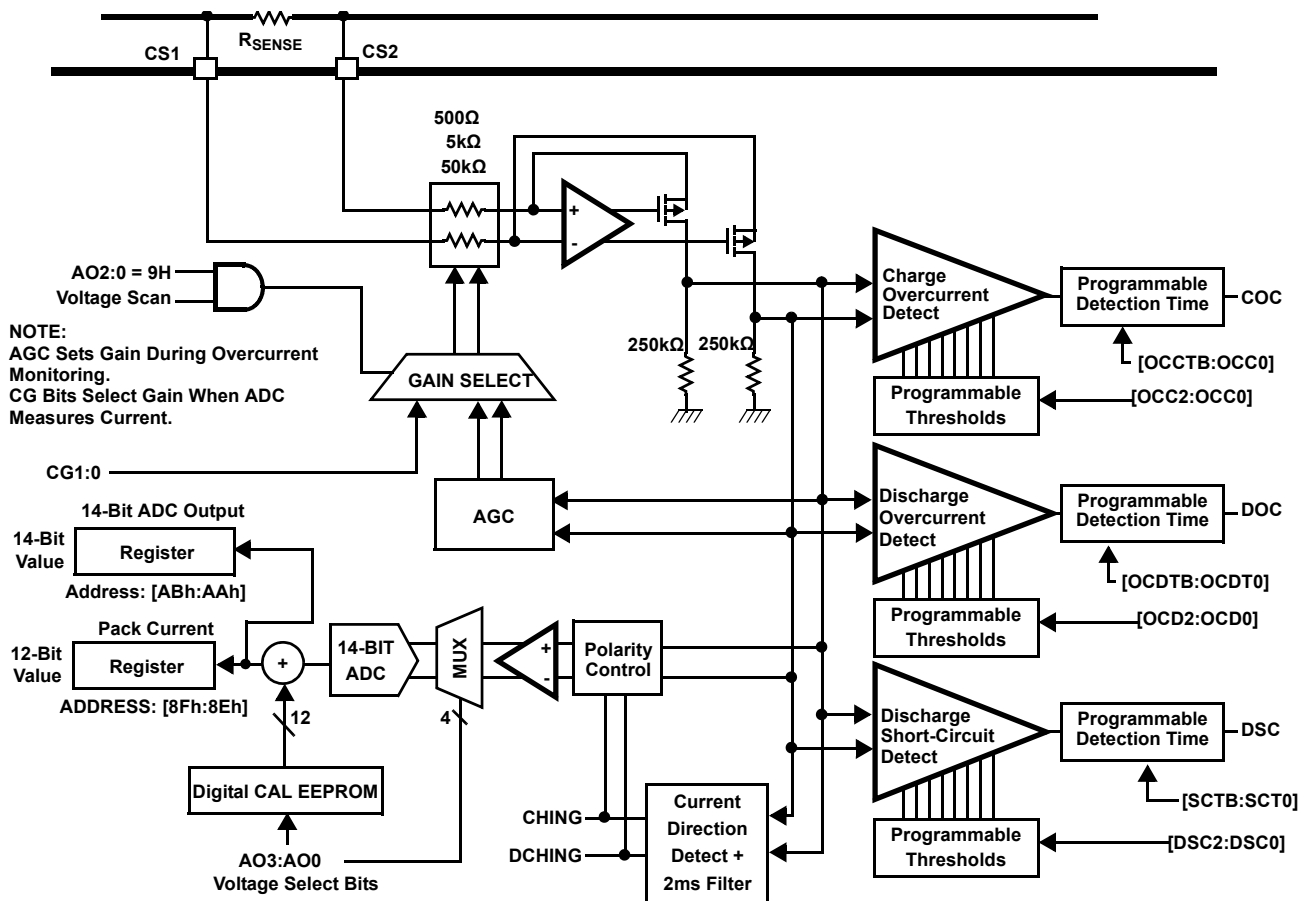 RSENSE
CS1
CS2
500Ω
5kΩ
50kΩ
+
-
AO2:0 = 9H
Voltage Scan
NOTE:
AGC Sets Gain During Overcurrent
Monitoring.
CG Bits Select Gain When ADC
Measures Current.
GAIN SELECT
250kΩ
250kΩ
Charge
Overcurrent
Detect
Programmable
Detection Time
COC
[OCCTB:OCC0]
Programmable
Thresholds
[OCC2:OCC0]
CG1:0
AGC
Discharge
Overcurrent
Detect
Programmable
Detection Time
DOC
[OCDTB:OCDT0]
Programmable
Thresholds
[OCD2:OCD0]
14-Bit ADC Output
14-Bit
Value
Register
Address: [ABh:AAh]
Pack Current
12-Bit
Value
Register
ADDRESS: [8Fh:8Eh]
+
14-BIT
ADC
MUX
+
-
Polarity
Control
12
4
Digital CAL EEPROM
AO3:AO0
Voltage Select Bits
CHING
DCHING
Current
Direction
Detect +
2ms Filter
Discharge
Short-Circuit
Detect
Programmable
Detection Time
DSC
[SCTB:SCT0]
Programmable
Thresholds
[DSC2:DSC0]